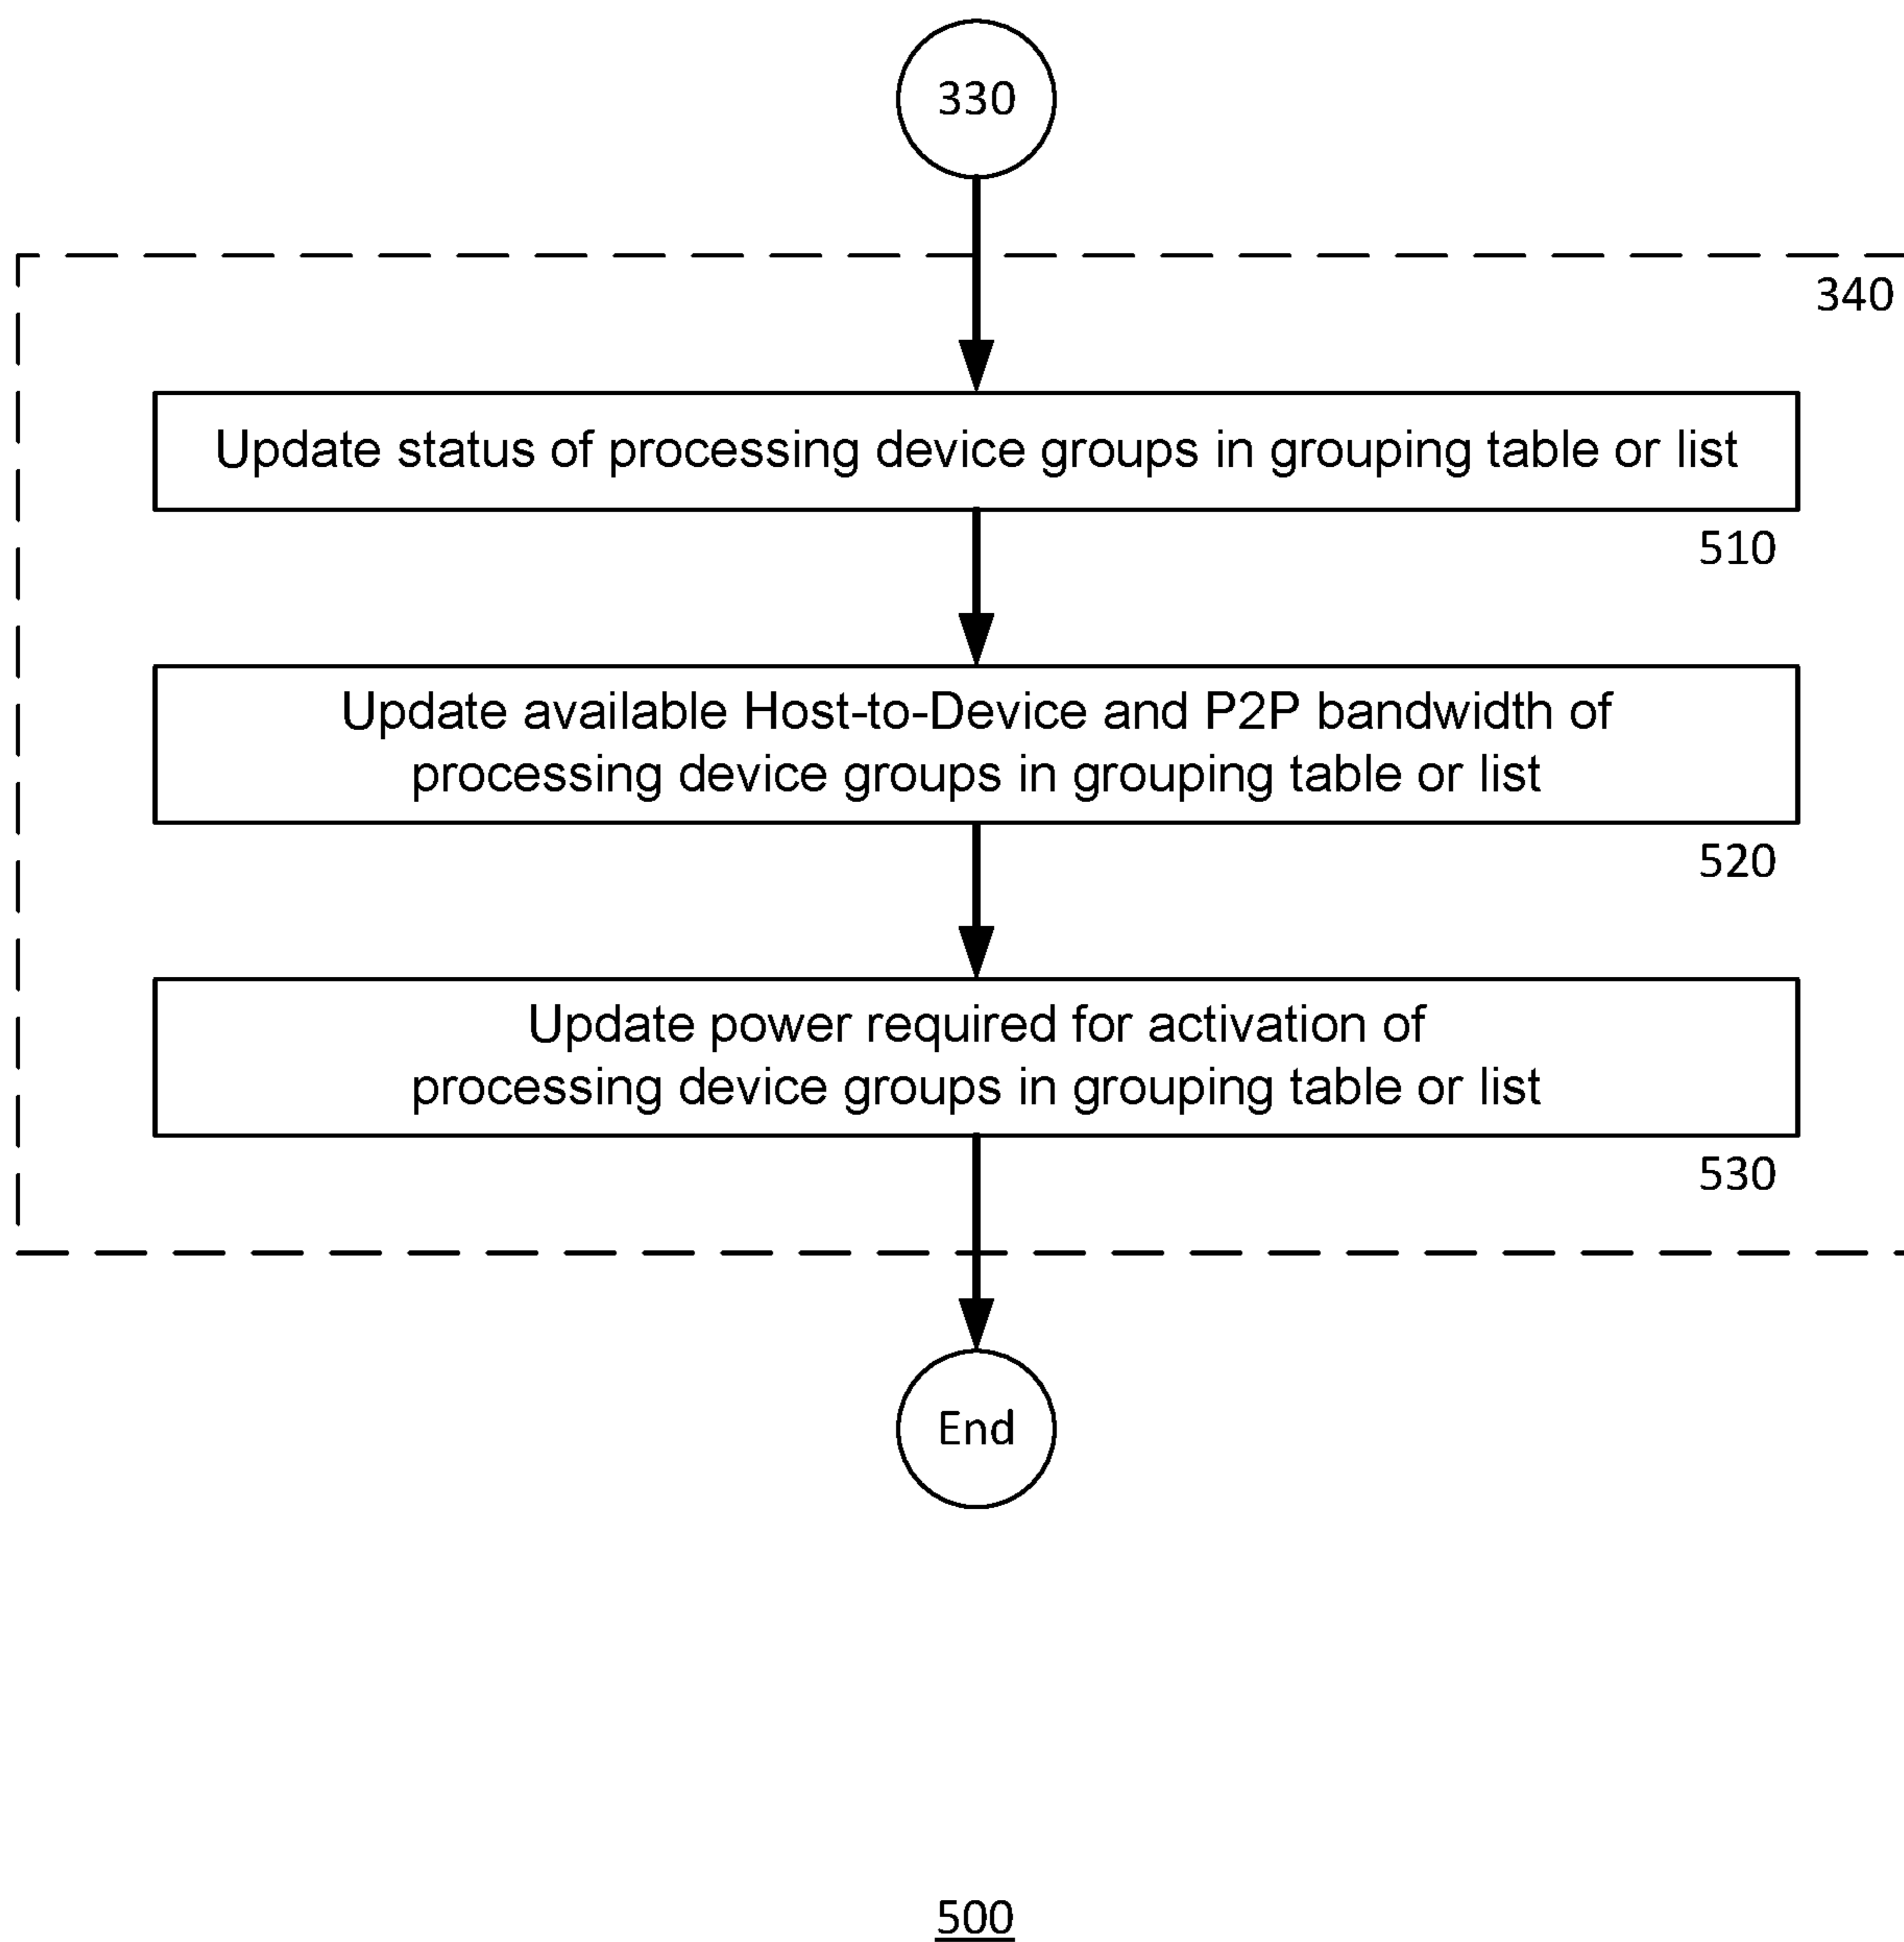 330
340
Update status of processing device groups in grouping table or list
510
Update available Host-to-Device and P2P bandwidth of
processing device groups in grouping table or list
520
Update power required for activation of
processing device groups in grouping table or list
530
End
500